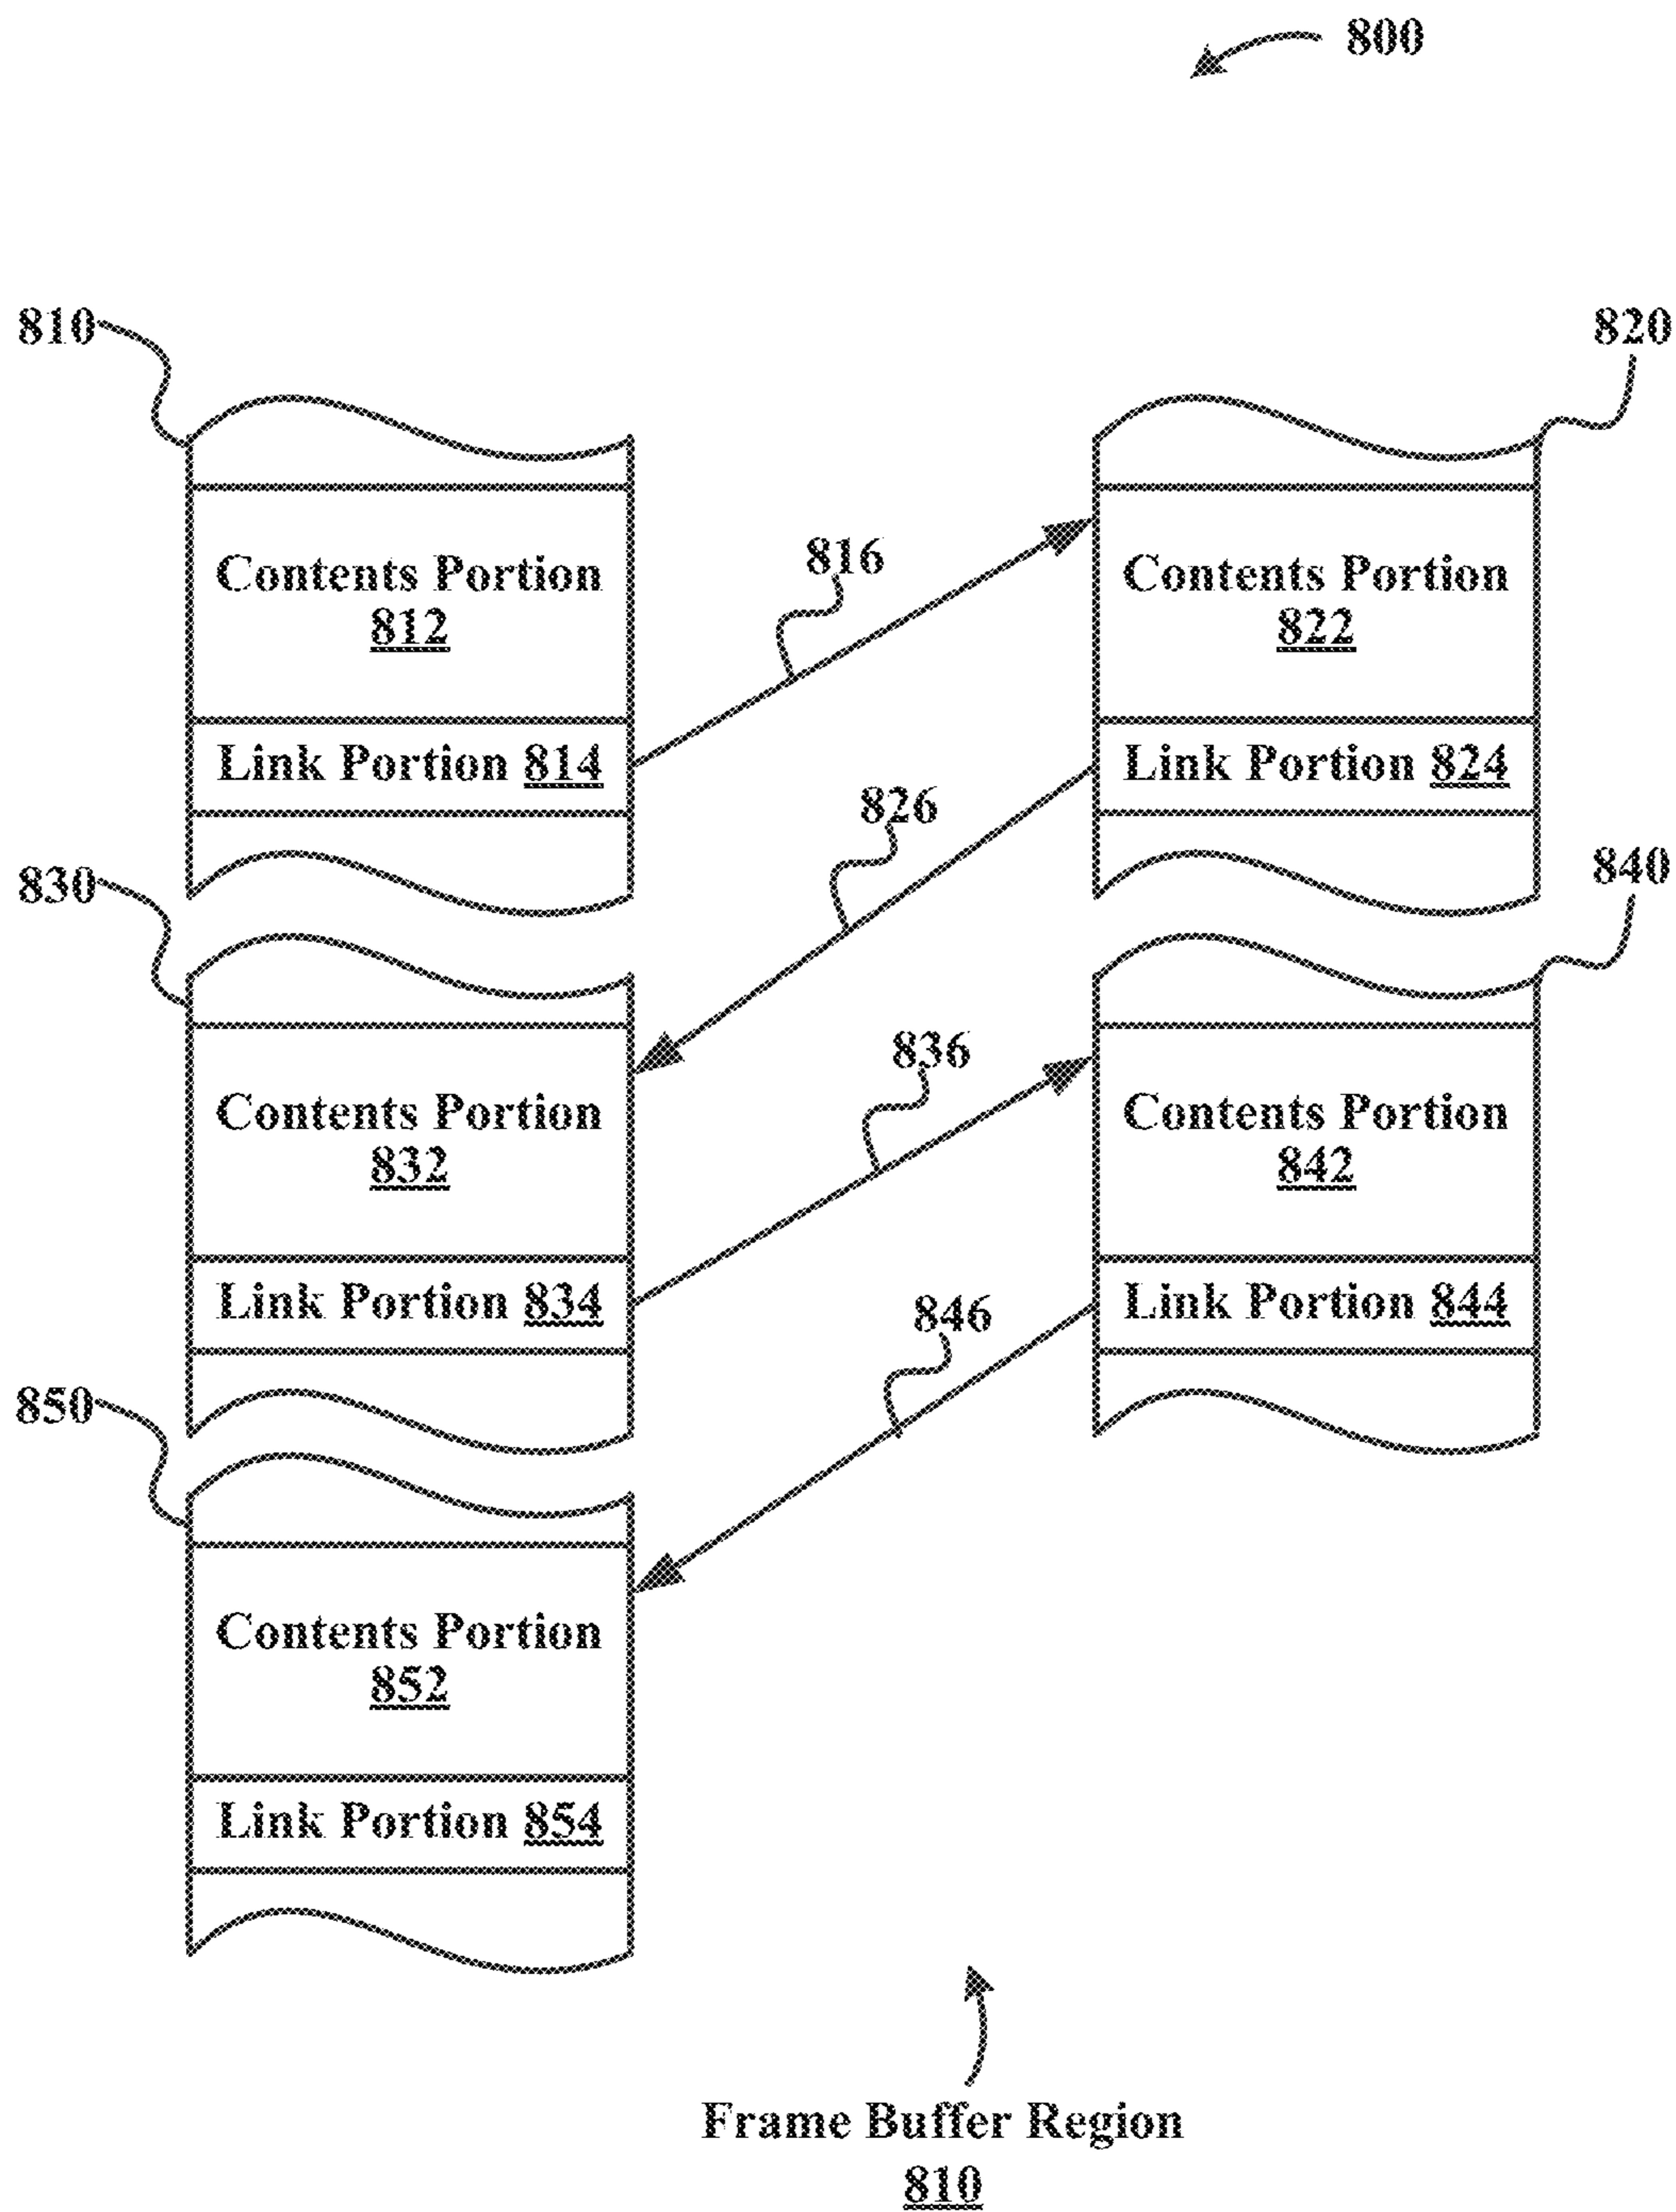 800
810
820
Contents Portion
812
816
Contents Portion
822
Link Portion 814
Link Portion 824
826
830
840
Contents Portion
832
836
Contents Portion
842
Link Portion 834
Link Portion 844
846
850
Contents Portion
852
Link Portion 854
Frame Buffer Region
810